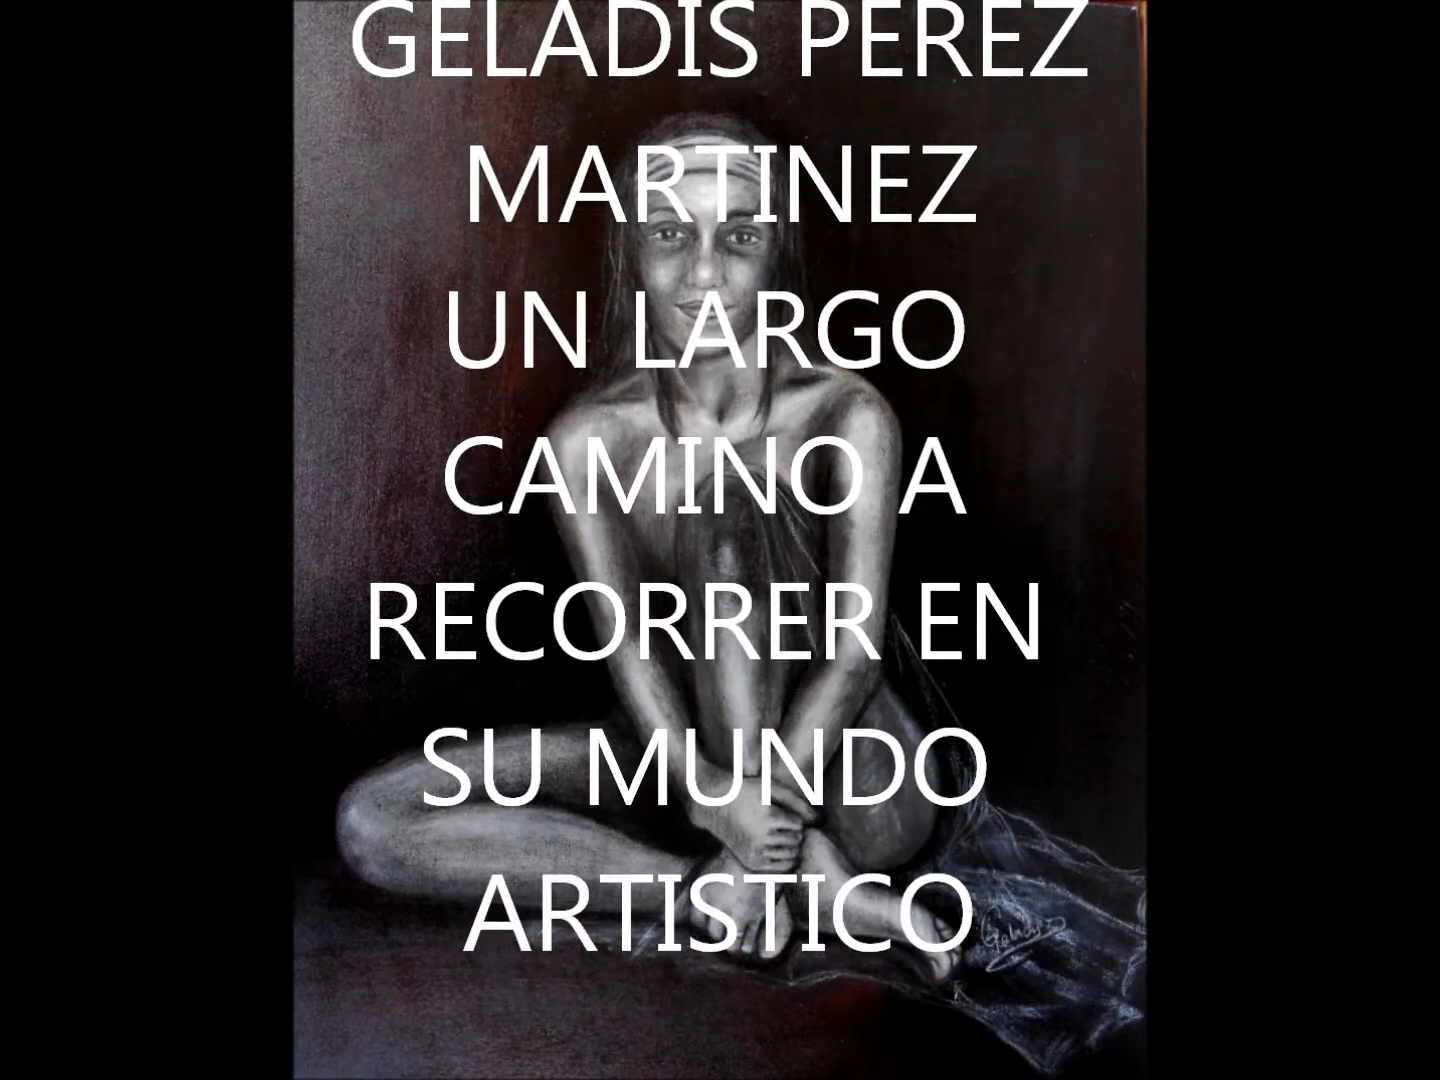 GELADIS PEREZ
MARTINEZ
UN LARGO
CAMINO A
RECORRER EN
SU MUNDO
ARTISTICO